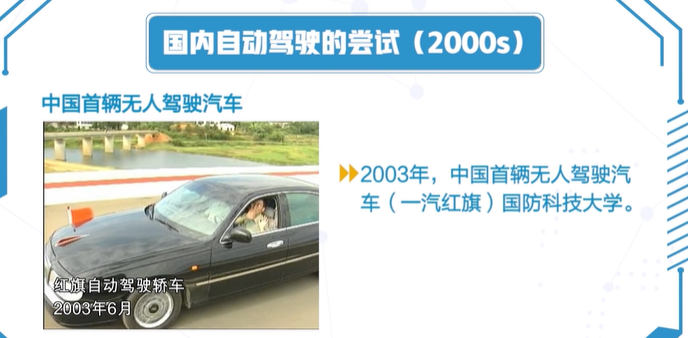 国内自动驾驶的尝试（2000s）
中国首辆无人驾驶汽车
2003年，中国首辆无人驾驶汽
车（一汽红旗）国防科技大学。
红旗自动驾驶轿车
2003年6月